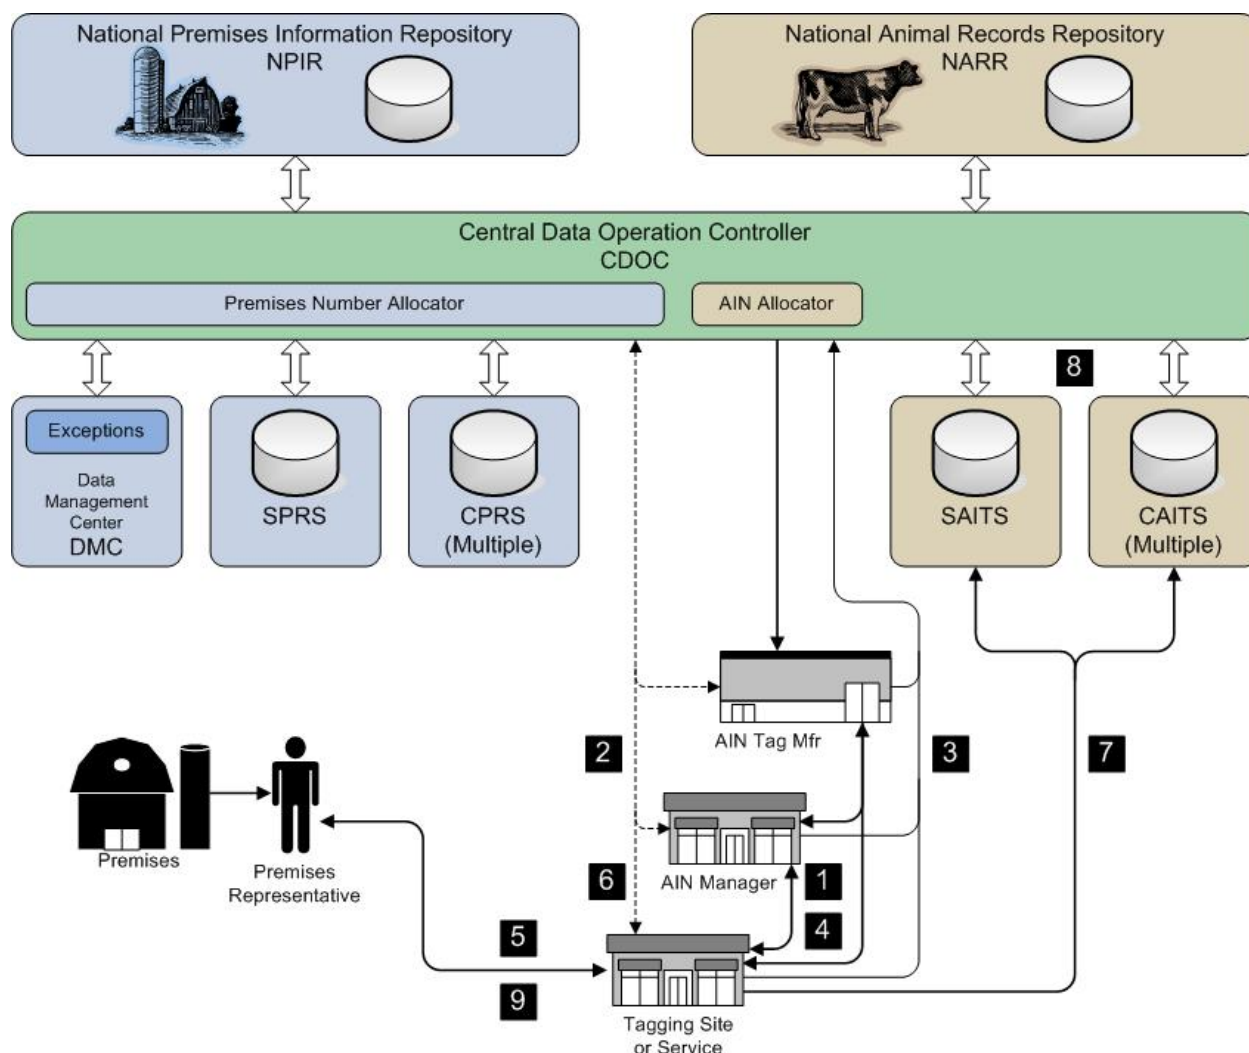 National Premises Information Repository
NPIR
National Animal Records Repository
NARR
Central Data Operation Controller
CDOC
Premises Number Allocator
AIN Allocator
8
Exceptions
Data
Management
Center
DMC
SPRS
CPRS
(Multiple)
SAITS
CAITS
(Multiple)
AIN Tag Mfr
2
3
7
Premises
Premises
Representative
AIN Manager
6
1
4
5
9
Tagging Site
or Service